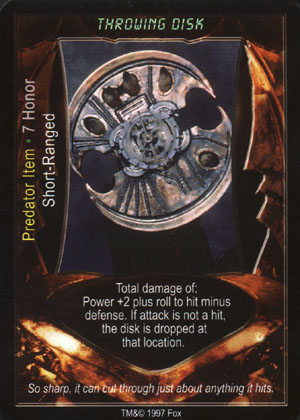 THROWING DISK
Predator Item • 7 Honor
Short-Ranged
Total damage of:
Power +2 plus roll to hit minus
defense. If attack is not a hit,
the disk is dropped at
that location.
So sharp, it can cut through just about anything it hits.
TM&© 1997 Fox